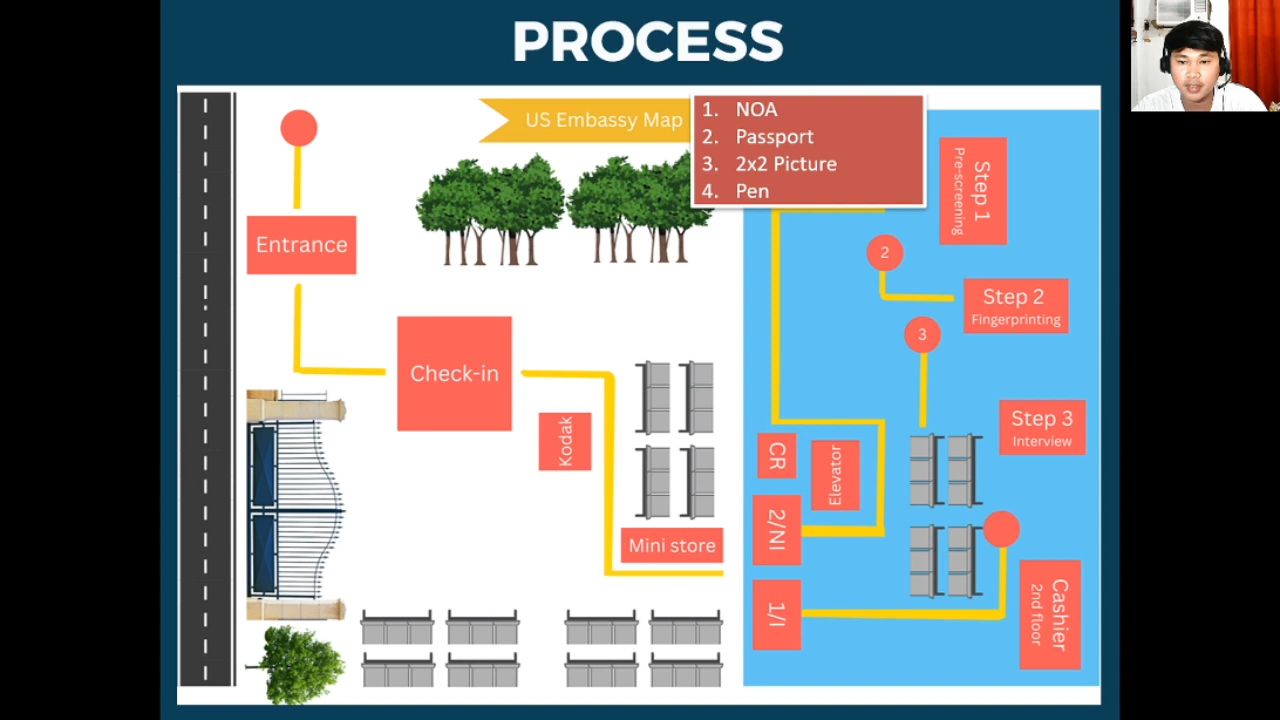 PROCESS
US Embassy Map
1. NOA
2. Passport
3. 2x2 Picture
4. Pen
Entrance
Check-in
Kodak
Mini store
Step 1
Pre-screening
2
Step 2
Fingerprinting
3
Step 3
Interview
CR
Elevator
2/NI
1/I
Cashier
2nd floor